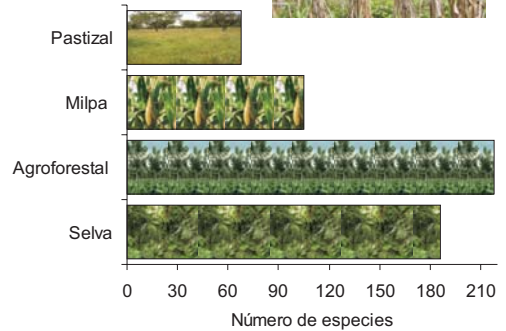 Pastizal
Milpa
Agroforestal
Selva
0 30 60 90 120 150 180 210
Número de especies